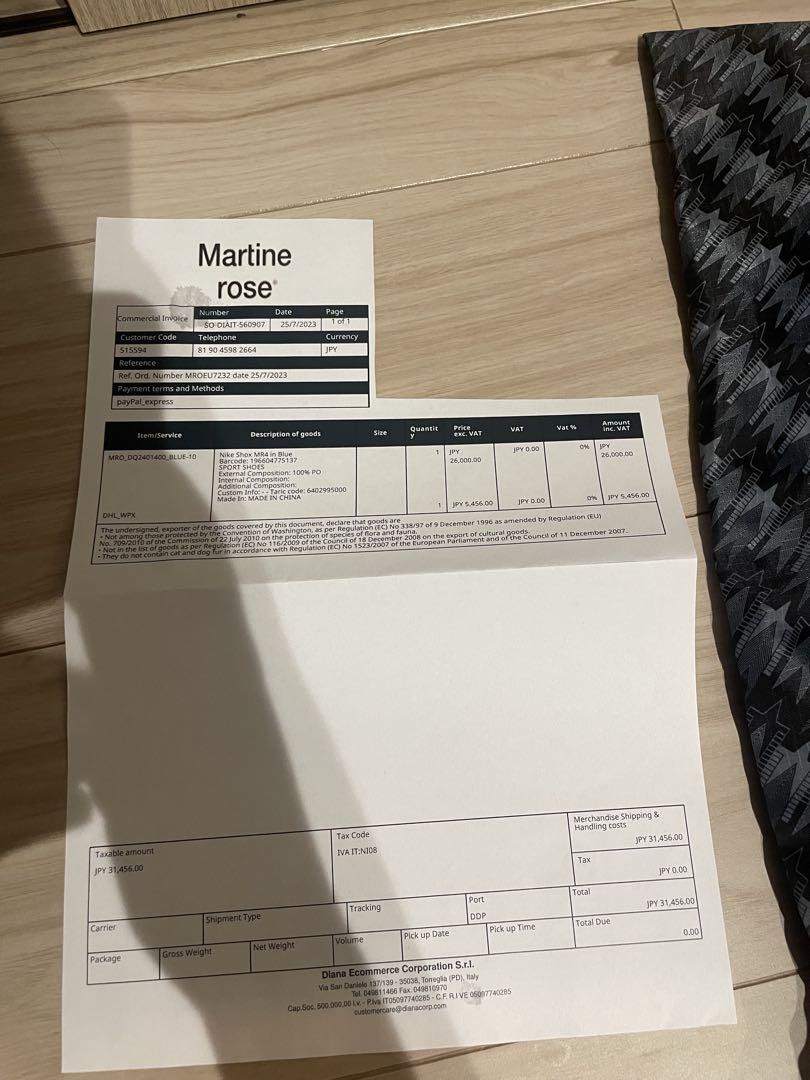 Martine
rose®
Commercial Invoice
Number Date Page
SO-DIAIT-560907 25/7/2023 1 of 1
Customer Code Telephone Currency
515594 81 90 4598 2664 JPY
Reference
Ref. Ord. Number MROEU7232 date 25/7/2023
Payment terms and Methods
payPal_express
Item/Service Description of goods Size Quantit
y Price
exc. VAT VAT Vat % Amount
inc. VAT
MRO_DQ2401400_BLUE-10 Nike Shox MR4 in Blue 1 JPY
26,000.00 JPY 0.00 0% JPY
26,000.00
Barcode: 196604775137
SPORT SHOES
External Composition: 100% PO
Internal Composition:
Additional Composition:
Custom Info: - - Taric code: 6402995000
Made In: MADE IN CHINA
DHL_WPX 1 JPY 5,456.00 JPY 0.00 0% JPY 5,456.00
The undersigned, exporter of the goods covered by this document, declare that goods are
• Not among those protected by the Convention of Washington, as per Regulation (EC) No 338/97 of 9 December 1996 as amended by Regulation (EU)
No. 709/2010 of the Commission of 22 July 2010 on the protection of species of flora and fauna.
• Not in the list of goods as per Regulation (EC) No 116/2009 of the Council of 18 December 2008 on the export of cultural goods.
• They do not contain cat and dog fur in accordance with Regulation (EC) No 1523/2007 of the European Parliament and of the Council of 11 December 2007.
Taxable amount
JPY 31,456.00
Tax Code
IVA IT:NI08
Merchandise Shipping &
Handling costs
JPY 31,456.00
Tax
JPY 0.00
Carrier Shipment Type Tracking Port
DDP
Total
JPY 31,456.00
Package Gross Weight Net Weight Volume Pick up Date Pick up Time Total Due
0.00
Diana Ecommerce Corporation S.r.l.
Via San Daniele 137/139 - 35038, Torreglia (PD), Italy
Tel. 049811466 Fax. 049810970
Cap.Soc. 500.000,00 i.v. - P.Iva IT05097740285 - C.F. R.I VE 05097740285
customercare@dianacorp.com